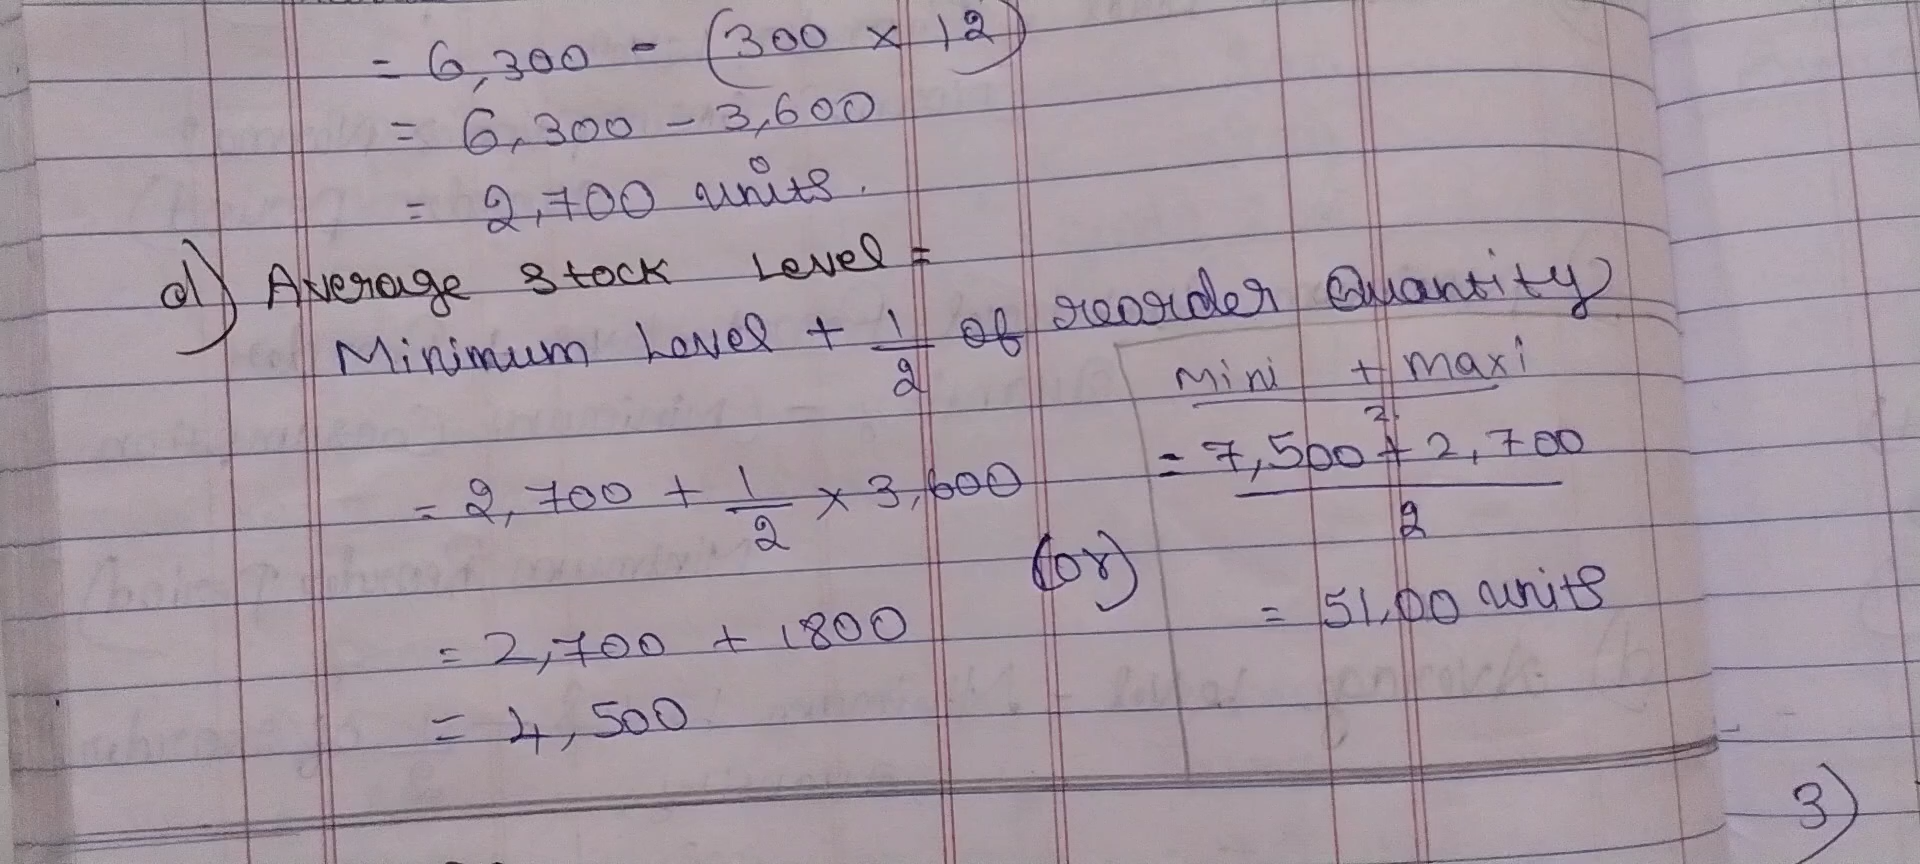 = 6,300 - (300 × 12)
= 6,300 - 3,600
= 2,700 units.
d) Average Stock Level =
Minimum Level + 1/2 of reorder Quantity
= 2,700 + 1/2 × 3,600
= 2,700 + 1800
= 4,500
(or)
Mini + Maxi / 2
= 7,500 + 2,700 / 2
= 51,00 units
3)